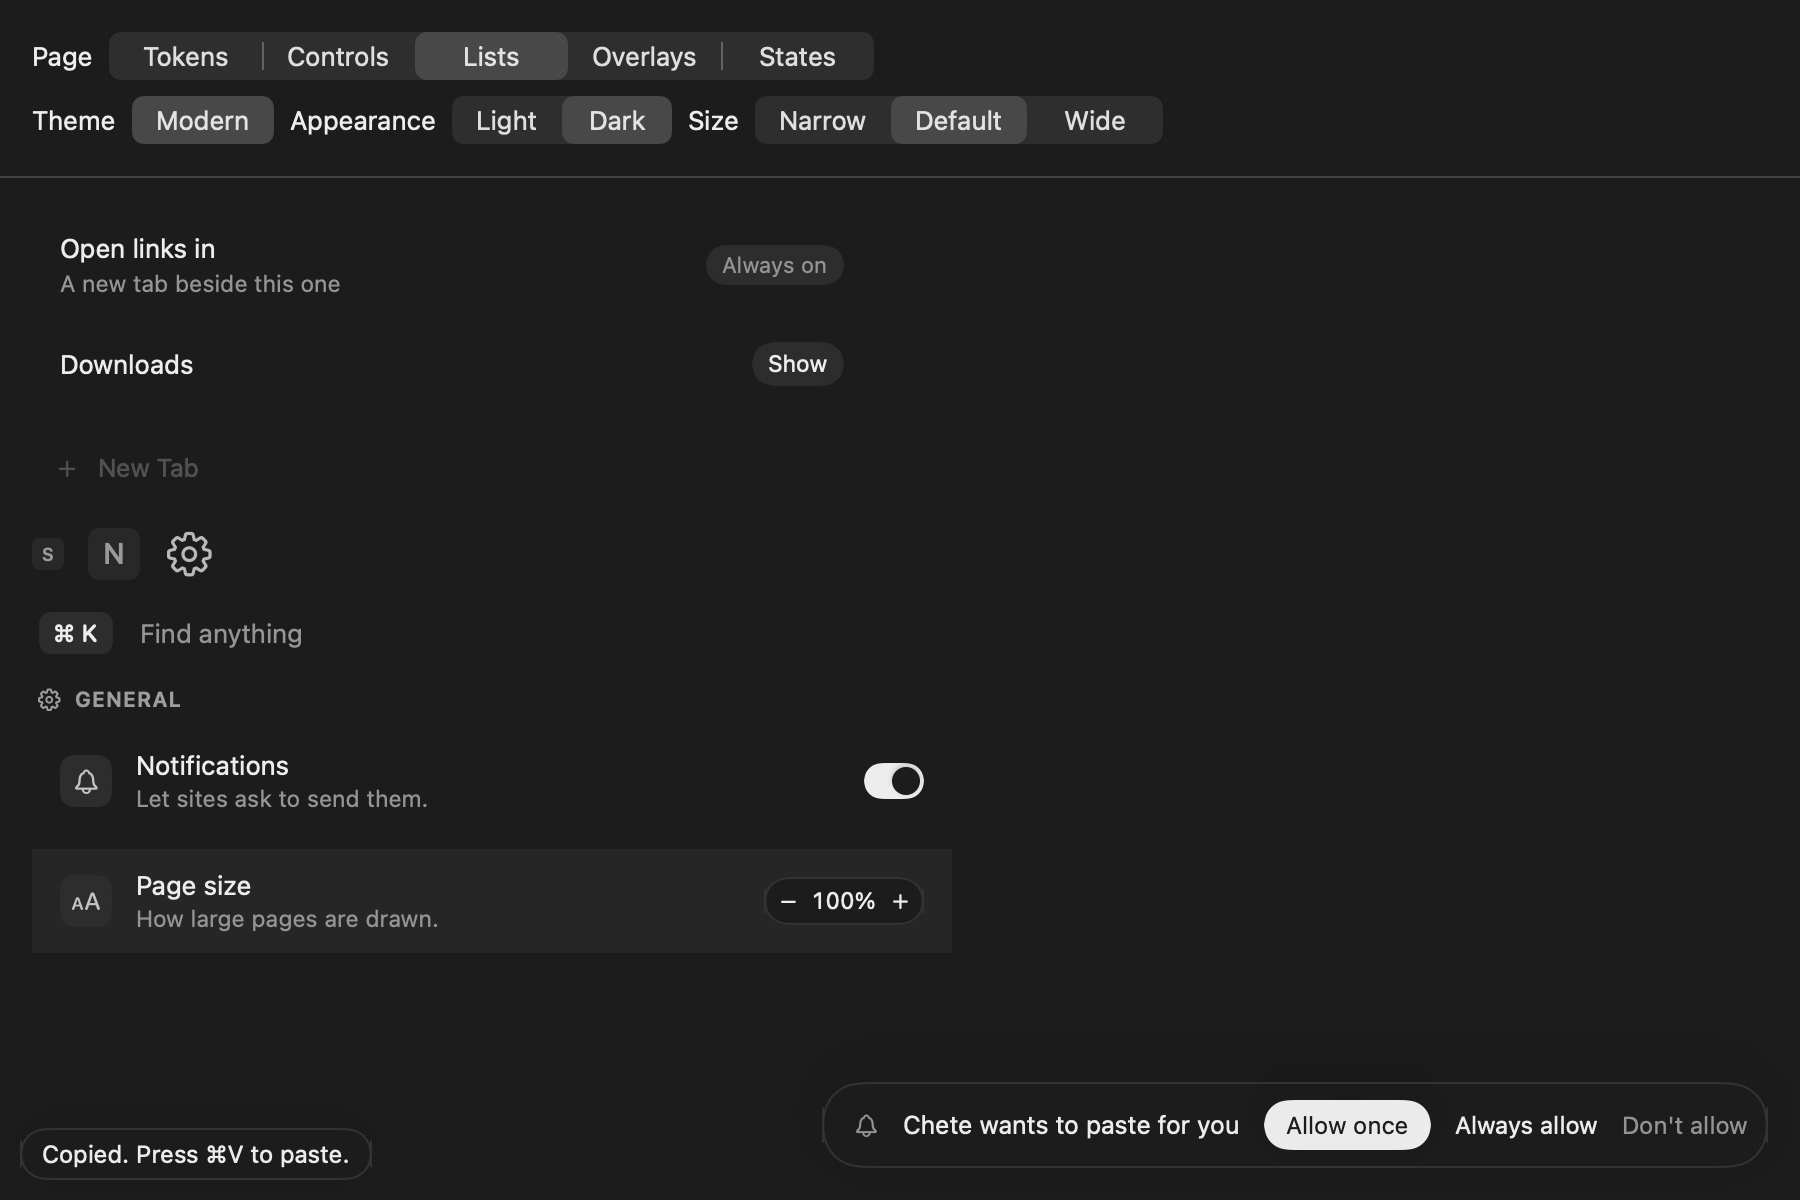 Page Tokens Controls Lists Overlays States
Theme Modern Appearance Light Dark Size Narrow Default Wide
Open links in
A new tab beside this one
Always on
Downloads
Show
+ New Tab
S N
⌘ K Find anything
GENERAL
Notifications
Let sites ask to send them.
AA
Page size
How large pages are drawn.
− 100% +
Chete wants to paste for you Allow once Always allow Don't allow
Copied. Press ⌘V to paste.